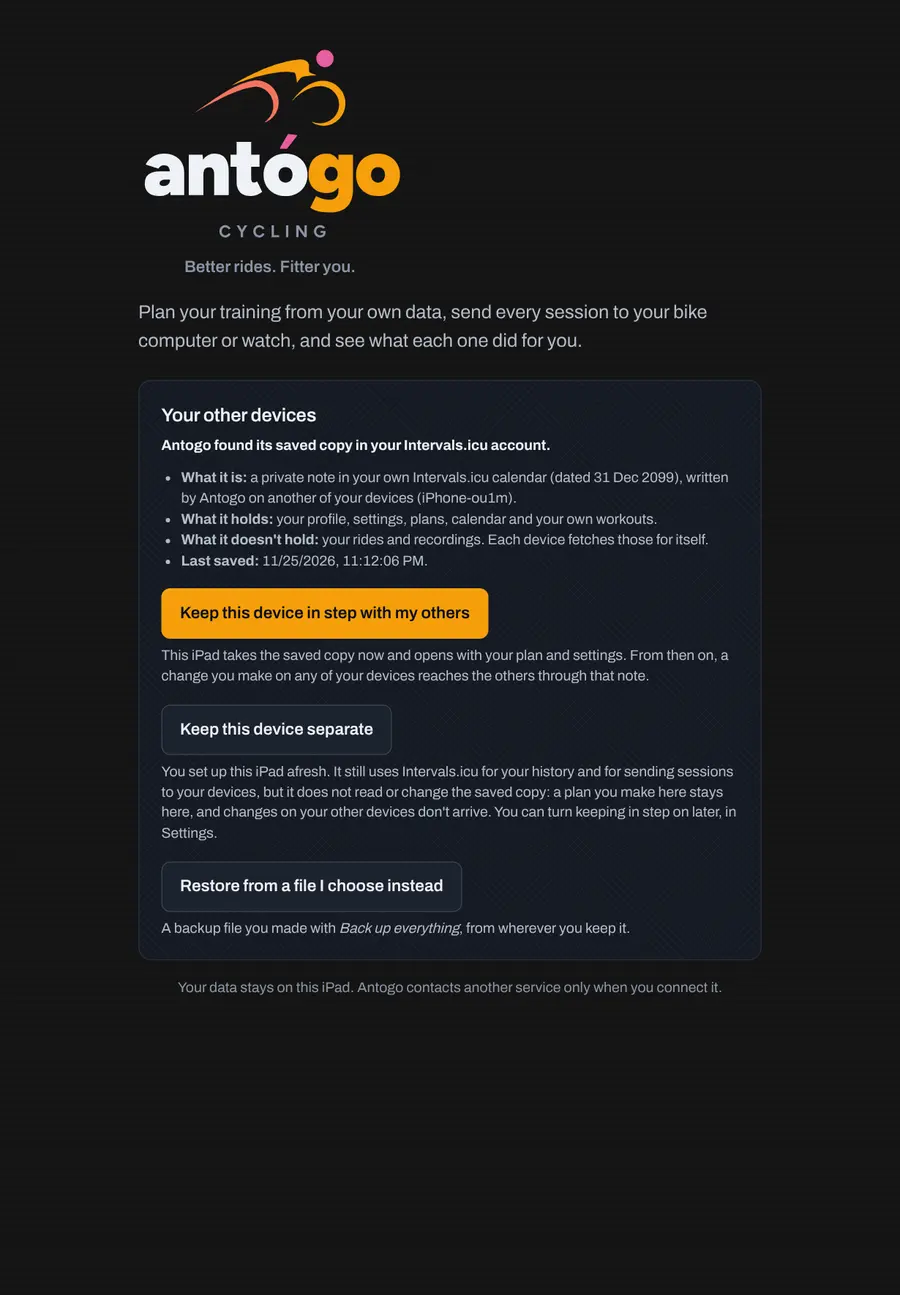 antógo
CYCLING
Better rides. Fitter you.
Plan your training from your own data, send every session to your bike
computer or watch, and see what each one did for you.
Your other devices
Antogo found its saved copy in your Intervals.icu account.
• What it is: a private note in your own Intervals.icu calendar (dated 31 Dec 2099), written
by Antogo on another of your devices (iPhone-ou1m).
• What it holds: your profile, settings, plans, calendar and your own workouts.
• What it doesn't hold: your rides and recordings. Each device fetches those for itself.
• Last saved: 11/25/2026, 11:12:06 PM.
Keep this device in step with my others
This iPad takes the saved copy now and opens with your plan and settings. From then on, a
change you make on any of your devices reaches the others through that note.
Keep this device separate
You set up this iPad afresh. It still uses Intervals.icu for your history and for sending sessions
to your devices, but it does not read or change the saved copy: a plan you make here stays
here, and changes on your other devices don't arrive. You can turn keeping in step on later, in
Settings.
Restore from a file I choose instead
A backup file you made with Back up everything, from wherever you keep it.
Your data stays on this iPad. Antogo contacts another service only when you connect it.